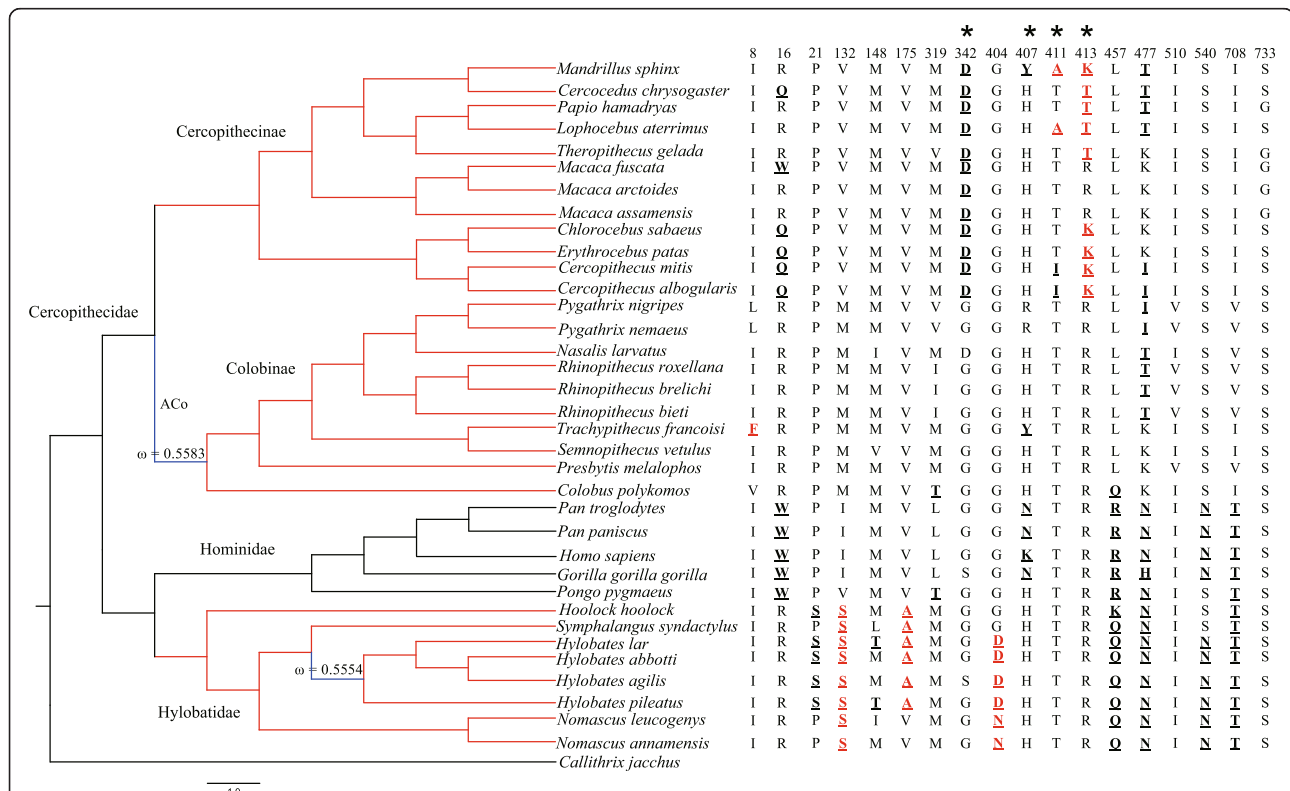 * * * *
8 16 21 132 148 175 319 342 404 407 411 413 457 477 510 540 708 733
Mandrillus sphinx I R P V M V M D G Y A K L T I S I S
Cercocedus chrysogaster I Q P V M V M D G H T T L T I S I S
Papio hamadryas I R P V M V M D G H T T L T I S I G
Lophocebus aterrimus I R P V M V M D G H A T L T I S I S
Theropithecus gelada I R P V M V V D G H T T L K I S I G
Macaca fuscata I W P V M V M D G H T R L K I S I G
Macaca arctoides I R P V M V M D G H T R L K I S I G
Macaca assamensis I R P V M V M D G H T R L K I S I G
Chlorocebus sabaeus I Q P V M V M D G H T K L K I S I S
Erythrocebus patas I Q P V M V M D G H T K L K I S I S
Cercopithecus mitis I Q P V M V M D G H I K L I I S I S
Cercopithecus albogularis I Q P V M V M D G H I K L I I S I S
Pygathrix nigripes L R P M M V V G G R T R L I V S V S
Pygathrix nemaeus L R P M M V V G G R T R L I V S V S
Nasalis larvatus I R P M I V M D G H T R L T I S V S
Rhinopithecus roxellana I R P M M V I G G H T R L T V S V S
Rhinopithecus brelichi I R P M M V I G G H T R L T V S V S
Rhinopithecus bieti I R P M M V I G G H T R L T V S V S
Trachypithecus francoisi F R P M M V M G G Y T R L K I S I S
Semnopithecus vetulus I R P M V V M G G H T R L K I S I S
Presbytis melalophos I R P M M V M G G H T R L K V S V S
Colobus polykomos V R P M M V T G G H T R Q K I S I S
Pan troglodytes I W P I M V L G G N T R R N I N T S
Pan paniscus I W P I M V L G G N T R R N I N T S
Homo sapiens I W P I M V L G G K T R R N I N T S
Gorilla gorilla gorilla I W P I M V L S G N T R R H I N T S
Pongo pygmaeus I W P V M V T G G H T R R N I S T S
Hoolock hoolock I R S S M A M G G H T R K N I S T S
Symphalangus syndactylus I R P S L A M G G H T R Q N I S T S
Hylobates lar I R S S T A M G D H T R Q N I N T S
Hylobates abbotti I R S S M A M G D H T R Q N I N T S
Hylobates agilis I R S S M A M S D H T R Q N I N T S
Hylobates pileatus I R S S T A M G D H T R Q N I N T S
Nomascus leucogenys I R P S I V M G N H T R Q N I N T S
Nomascus annamensis I R P S M V M G N H T R Q N I N T S
Callithrix jacchus
Cercopithecinae
Cercopithecidae
Colobinae
ACo
ω = 0.5583
Hominidae
ω = 0.5554
Hylobatidae